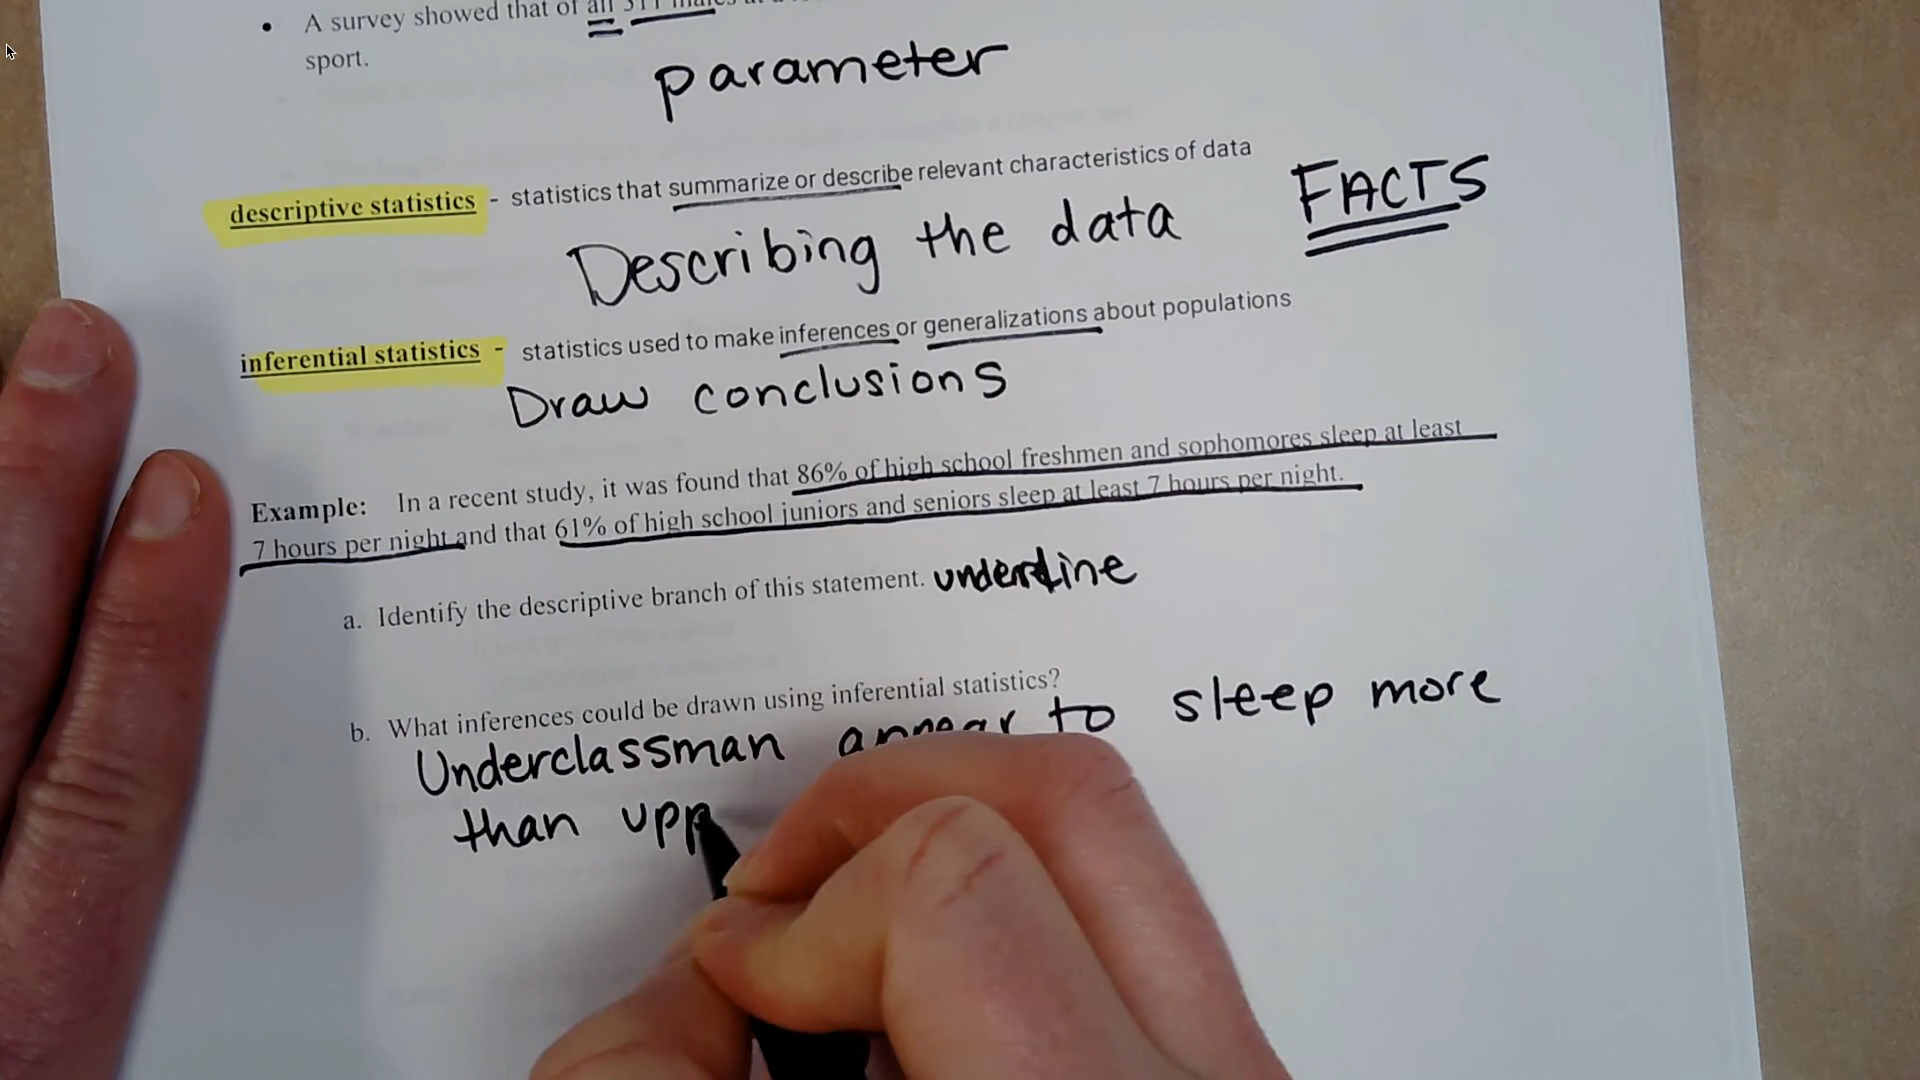 • A survey showed that of all 311 males
sport.
parameter
descriptive statistics - statistics that summarize or describe relevant characteristics of data
Describing the data FACTS
inferential statistics - statistics used to make inferences or generalizations about populations
Draw conclusions
Example: In a recent study, it was found that 86% of high school freshmen and sophomores sleep at least
7 hours per night and that 61% of high school juniors and seniors sleep at least 7 hours per night.
a. Identify the descriptive branch of this statement. underline
b. What inferences could be drawn using inferential statistics?
Underclassman appear to sleep more
than upp